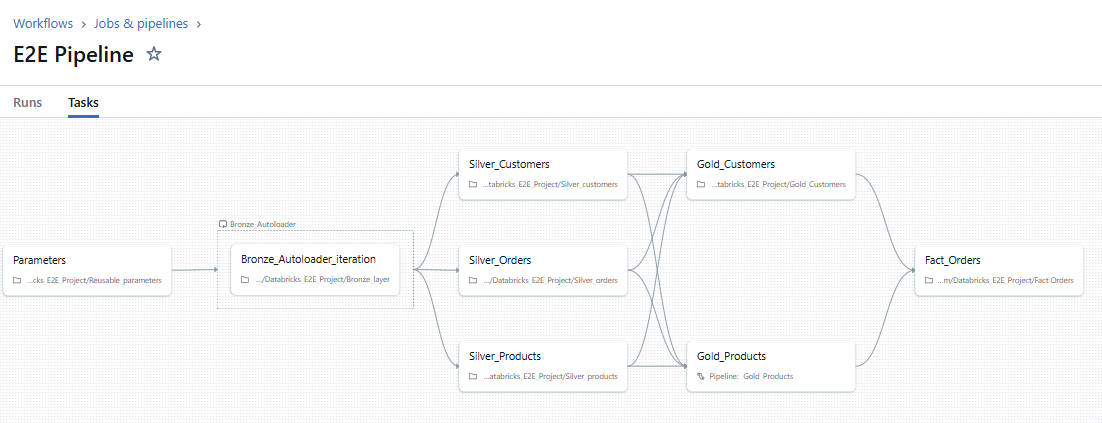 Workflows › Jobs & pipelines ›
E2E Pipeline
Runs Tasks
Parameters
...cks_E2E_Project/Reusable_parameters
Bronze_Autoloader
Bronze_Autoloader_iteration
.../Databricks_E2E_Project/Bronze_layer
Silver_Customers
...tabricks_E2E_Project/Silver_customers
Silver_Orders
.../Databricks_E2E_Project/Silver_orders
Silver_Products
...atabricks_E2E_Project/Silver_products
Gold_Customers
...tabricks_E2E_Project/Gold_Customers
Gold_Products
Pipeline: Gold_Products
Fact_Orders
...m/Databricks_E2E_Project/Fact Orders